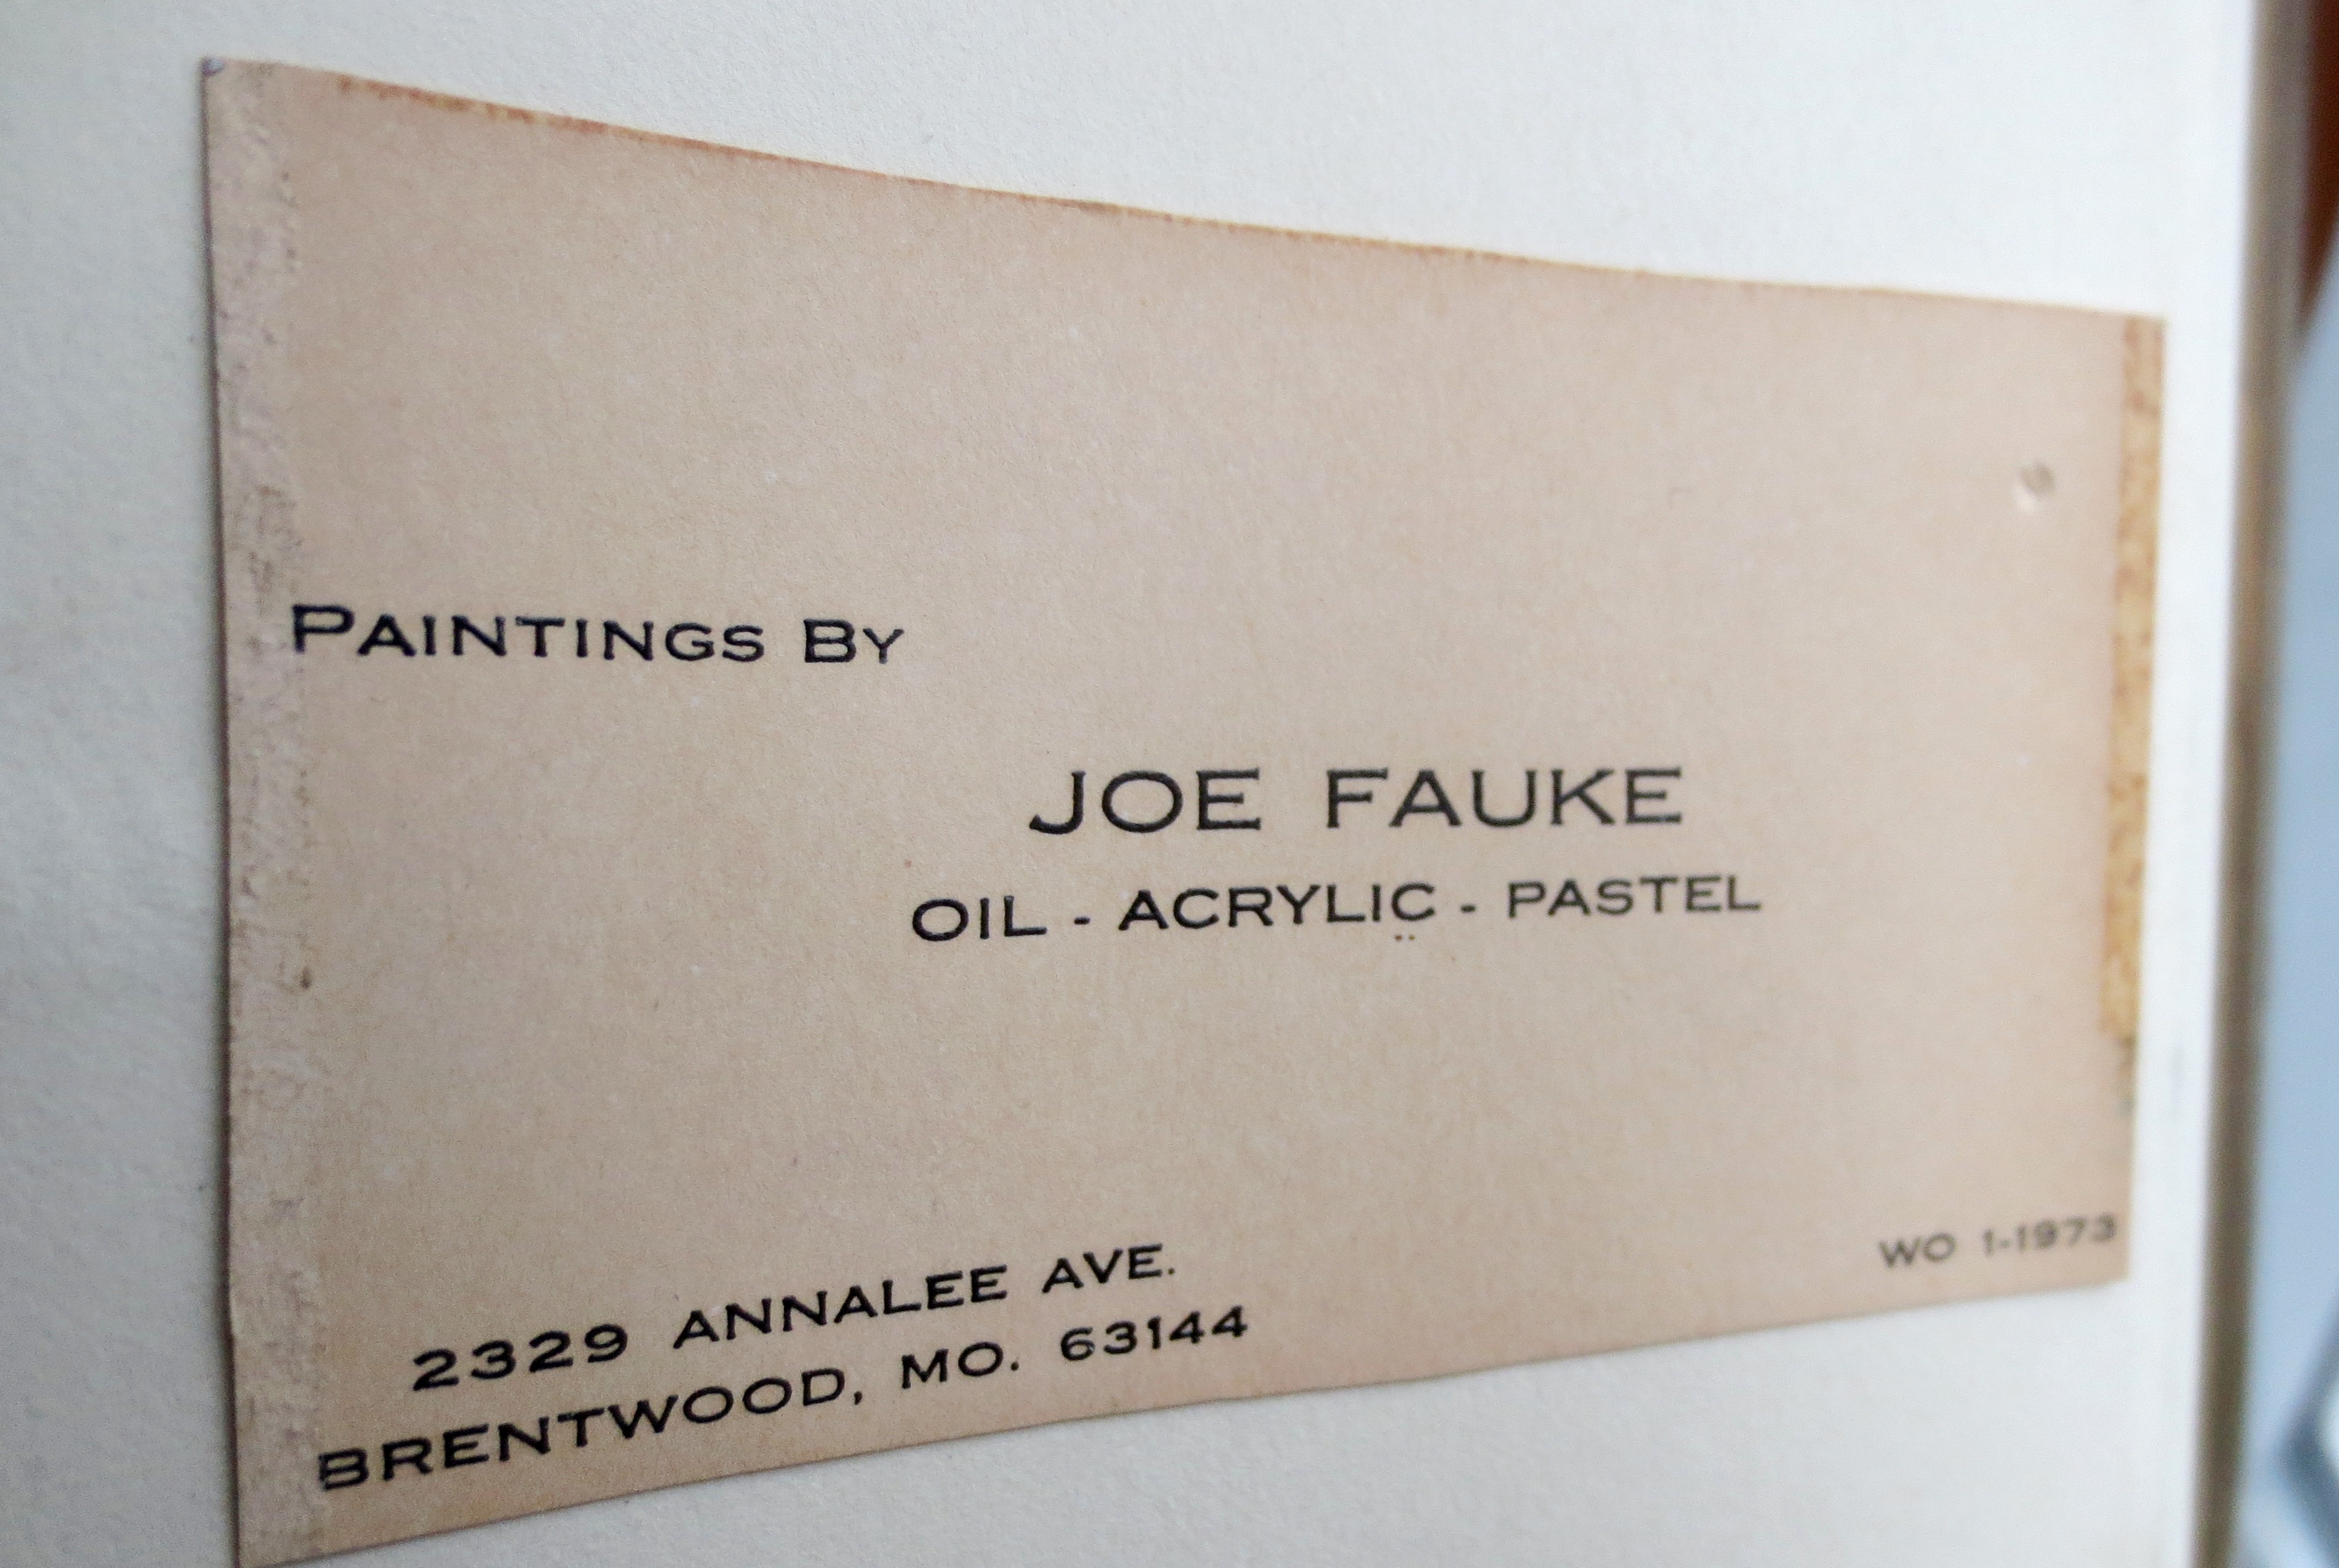 Paintings By
JOE FAUKE
OIL - ACRYLIC - PASTEL
2329 ANNALEE AVE.
BRENTWOOD, MO. 63144
WO 1-1973